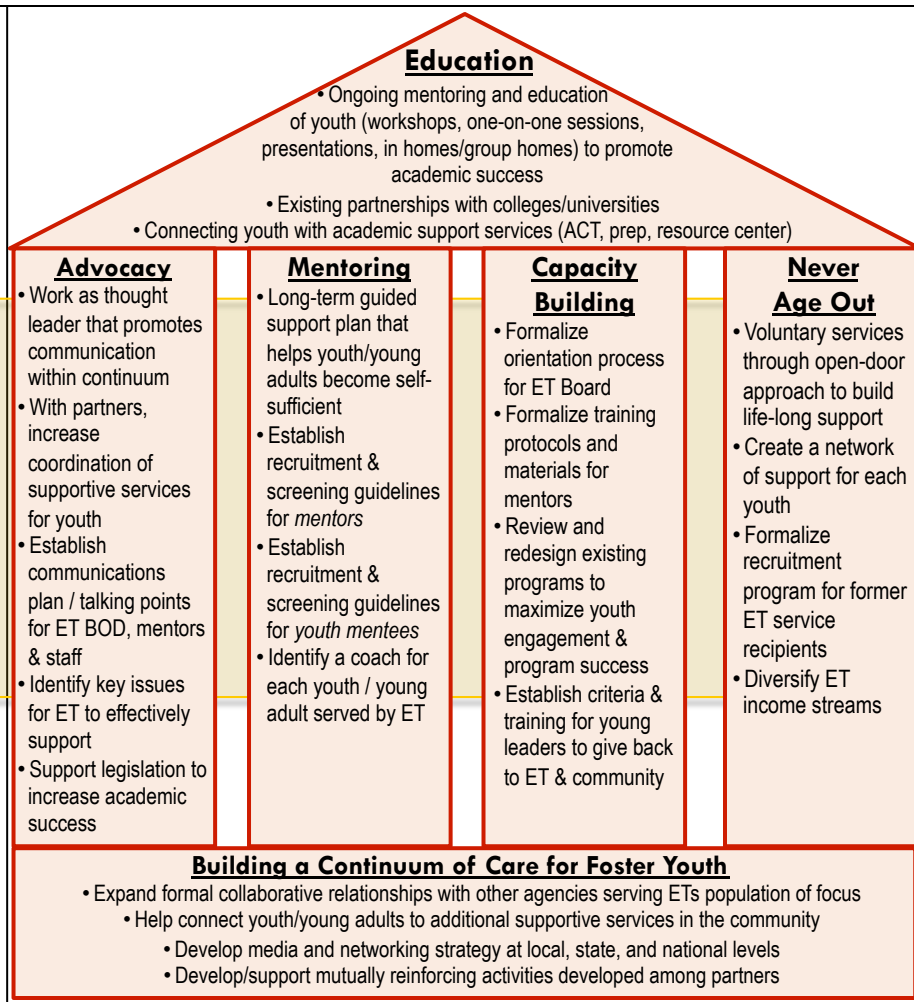 Education
• Ongoing mentoring and education
of youth (workshops, one-on-one sessions,
presentations, in homes/group homes) to promote
academic success
• Existing partnerships with colleges/universities
• Connecting youth with academic support services (ACT, prep, resource center)
Advocacy
• Work as thought
leader that promotes
communication
within continuum
• With partners,
increase
coordination of
supportive services
for youth
• Establish
communications
plan / talking points
for ET BOD, mentors
& staff
• Identify key issues
for ET to effectively
support
• Support legislation to
increase academic
success
Mentoring
• Long-term guided
support plan that
helps youth/young
adults become self-
sufficient
• Establish
recruitment &
screening guidelines
for mentors
• Establish
recruitment &
screening guidelines
for youth mentees
• Identify a coach for
each youth / young
adult served by ET
Capacity
Building
• Formalize
orientation process
for ET Board
• Formalize training
protocols and
materials for
mentors
• Review and
redesign existing
programs to
maximize youth
engagement &
program success
• Establish criteria &
training for young
leaders to give back
to ET & community
Never
Age Out
• Voluntary services
through open-door
approach to build
life-long support
• Create a network
of support for each
youth
• Formalize
recruitment
program for former
ET service
recipients
• Diversify ET
income streams
Building a Continuum of Care for Foster Youth
• Expand formal collaborative relationships with other agencies serving ETs population of focus
• Help connect youth/young adults to additional supportive services in the community
• Develop media and networking strategy at local, state, and national levels
• Develop/support mutually reinforcing activities developed among partners